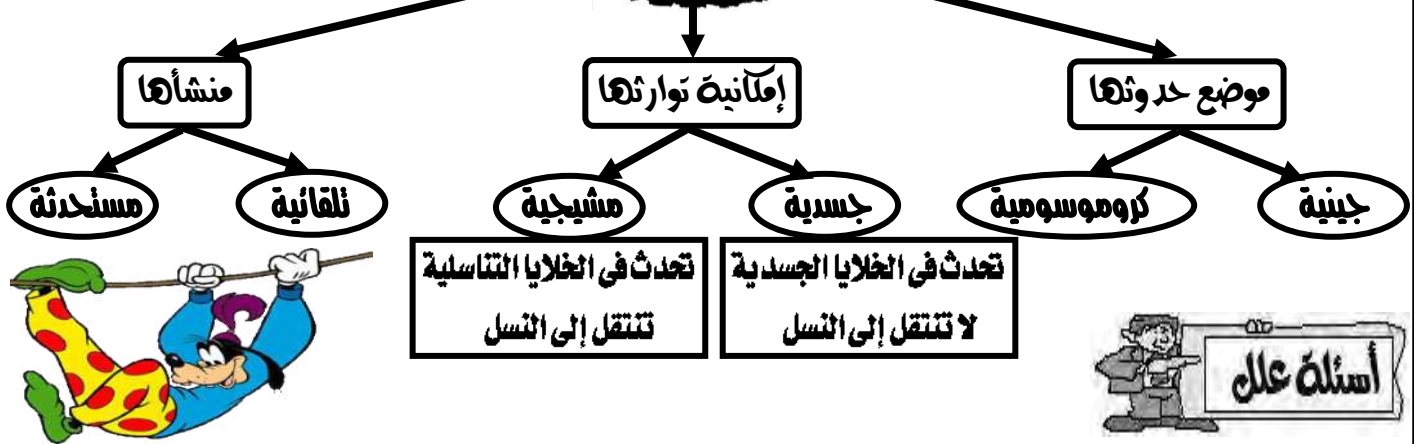 موضع حدوثها
إمكانية توارثها
منشأها
جينية
كروموسومية
جسدية
مشيجية
تلقائية
مستحدثة
تحدث فى الخلايا الجسدية
لا تنتقل إلى النسل
تحدث فى الخلايا التناسلية
تنتقل إلى النسل
أسئلة علل